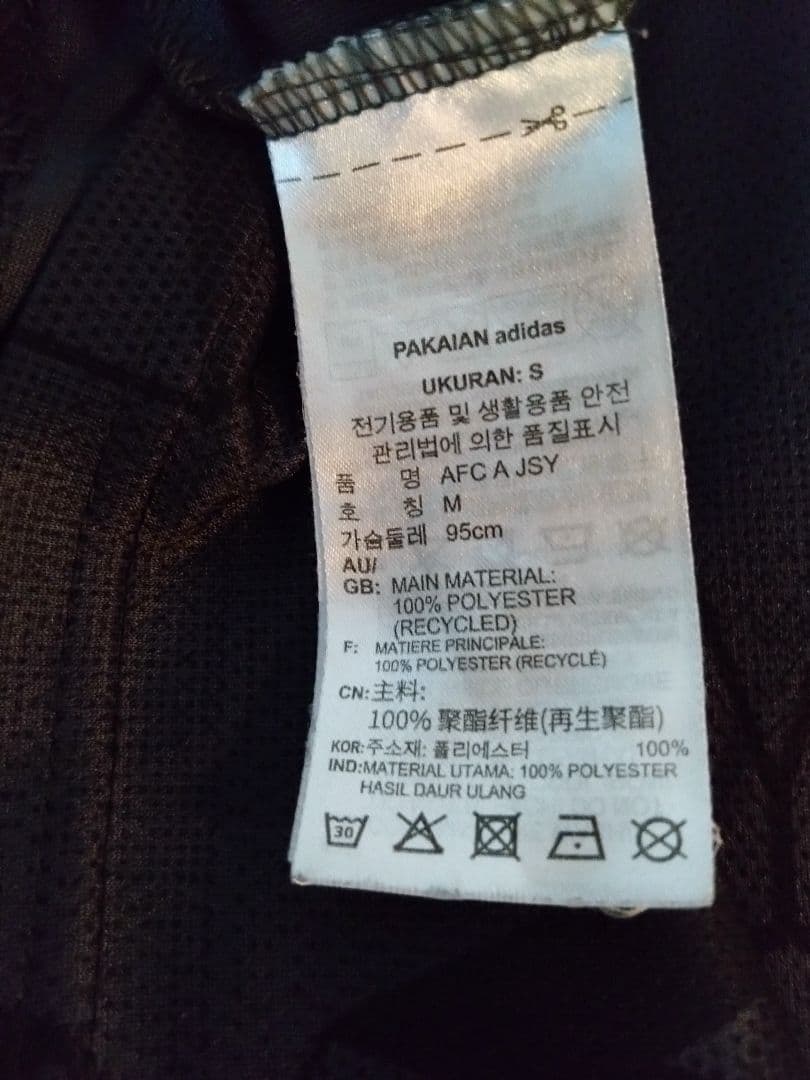 PAKAIAN adidas
UKURAN: S
전기용품 및 생활용품 안전
관리법에 의한 품질표시
품 명 AFC A JSY
호 칭 M
가슴둘레 95cm
AU/
GB: MAIN MATERIAL:
100% POLYESTER
(RECYCLED)
F: MATIERE PRINCIPALE:
100% POLYESTER (RECYCLÉ)
CN:主料:
100% 聚酯纤维(再生聚酯)
KOR:주소재: 폴리에스터 100%
IND:MATERIAL UTAMA: 100% POLYESTER
HASIL DAUR ULANG
30